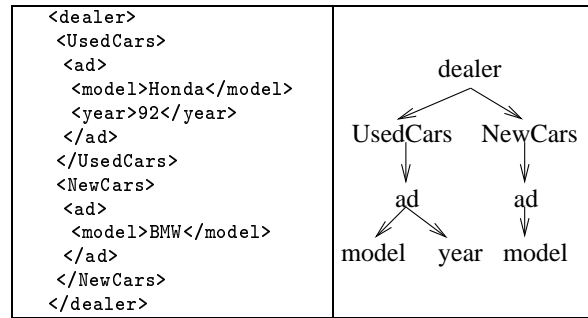 <dealer>
<UsedCars>
<ad>
<model>Honda</model>
<year>92</year>
</ad>
</UsedCars>
<NewCars>
<ad>
<model>BMW</model>
</ad>
</NewCars>
</dealer>
dealer
UsedCars NewCars
ad ad
model year model